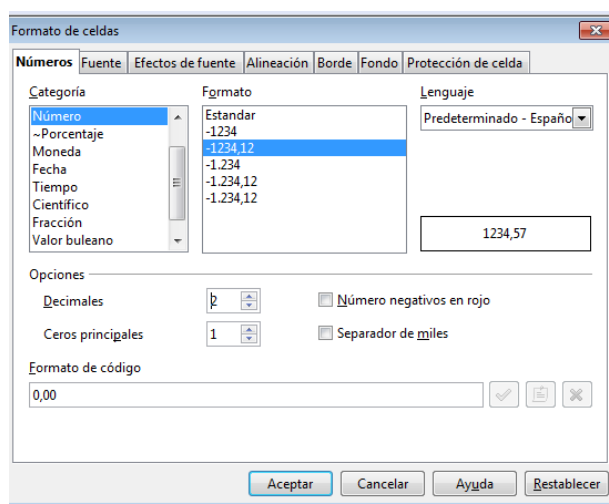 Formato de celdas
Números Fuente Efectos de fuente Alineación Borde Fondo Protección de celda
Categoría
Número
~Porcentaje
Moneda
Fecha
Tiempo
Científico
Fracción
Valor buleano
Formato
Estandar
-1234
-1234,12
-1.234
-1.234,12
-1.234,12
Lenguaje
Predeterminado - Españo
1234,57
Opciones
Decimales 2
Número negativos en rojo
Ceros principales 1
Separador de miles
Formato de código
0,00
Aceptar Cancelar Ayuda Restablecer